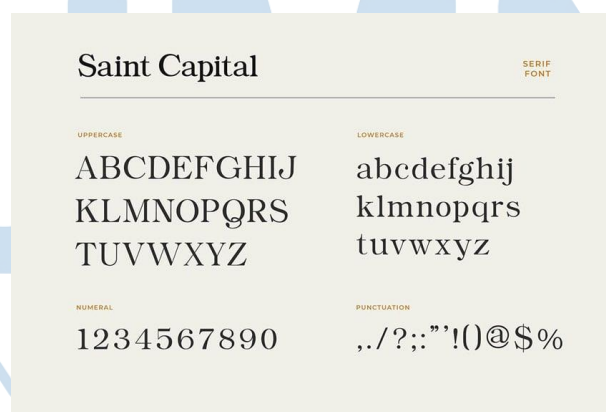 Saint Capital
SERIF
FONT
UPPERCASE
ABCDEFGHIJ
KLMNOPQRS
TUVWXYZ
LOWERCASE
abcdefghij
klmnopqrs
tuvwxyz
NUMERAL
1234567890
PUNCTUATION
,./?;:”’!()@$%